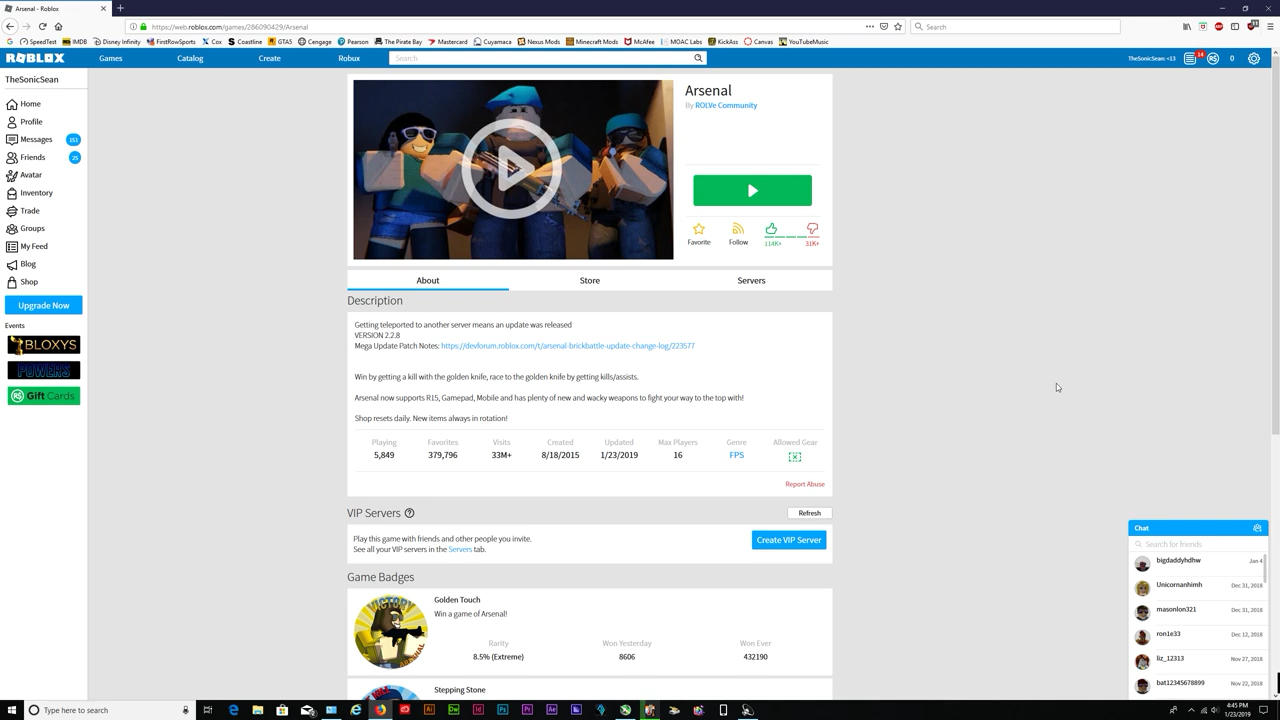 Arsenal - Roblox
https://web.roblox.com/games/286090429/Arsenal
Search
SpeedTest IMDB Disney Infinity FirstRowSports Cox Coastline GTA5 Cengage Pearson The Pirate Bay Mastercard Cuyamaca Nexus Mods Minecraft Mods McAfee MOAC Labs KickAss Canvas YouTubeMusic
ROBLOX Games Catalog Create Robux Search TheSonicSean: <13 14 0
TheSonicSean
Home
Profile
Messages 151
Friends 25
Avatar
Inventory
Trade
Groups
My Feed
Blog
Shop
Upgrade Now
Events
BLOXYS
POWERS
Gift Cards
Arsenal
By ROLVe Community
Favorite Follow 114K+ 31K+
About Store Servers
Description
Getting teleported to another server means an update was released
VERSION 2.2.8
Mega Update Patch Notes: https://devforum.roblox.com/t/arsenal-brickbattle-update-change-log/223577
Win by getting a kill with the golden knife, race to the golden knife by getting kills/assists.
Arsenal now supports R15, Gamepad, Mobile and has plenty of new and wacky weapons to fight your way to the top with!
Shop resets daily. New items always in rotation!
Playing Favorites Visits Created Updated Max Players Genre Allowed Gear
5,849 379,796 33M+ 8/18/2015 1/23/2019 16 FPS
Report Abuse
VIP Servers Refresh
Play this game with friends and other people you invite.
See all your VIP servers in the Servers tab.
Create VIP Server
Game Badges
VICTORY
ARSENAL
Golden Touch
Win a game of Arsenal!
Rarity Won Yesterday Won Ever
8.5% (Extreme) 8606 432190
Stepping Stone
Chat
Search for friends
bigdaddyhdhw Jan 4
Unicornanhimh Dec 31, 2018
masonlon321 Dec 31, 2018
ron1e33 Dec 12, 2018
liz_12313 Nov 27, 2018
bat12345678899 Nov 22, 2018
Type here to search
4:45 PM
1/23/2019